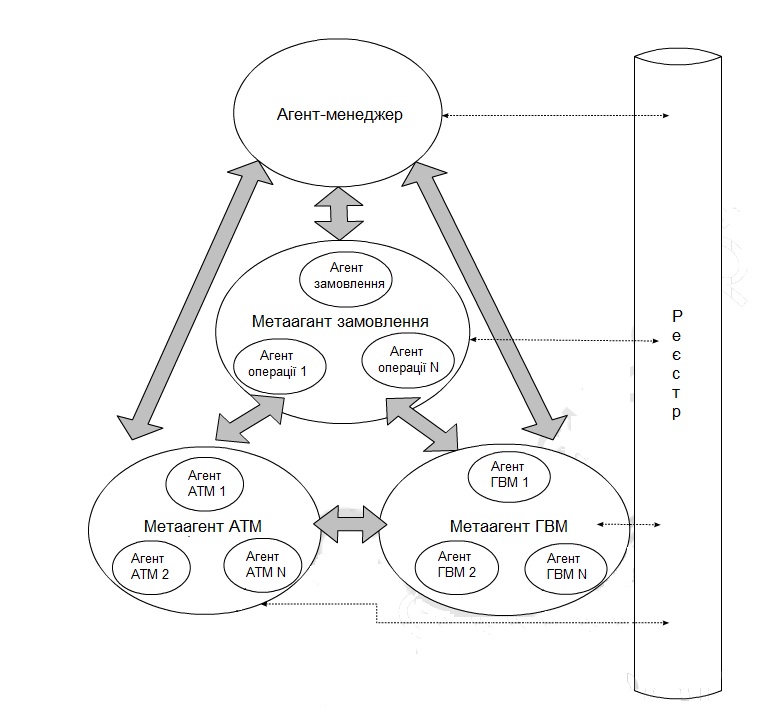 Агент-менеджер
Агент
замовлення
Метаагант замовлення
Агент
операції 1
Агент
операції N
Агент
АТМ 1
Метаагент АТМ
Агент
АТМ 2
Агент
АТМ N
Агент
ГВМ 1
Метаагент ГВМ
Агент
ГВМ 2
Агент
ГВМ N
Р
е
є
с
т
р